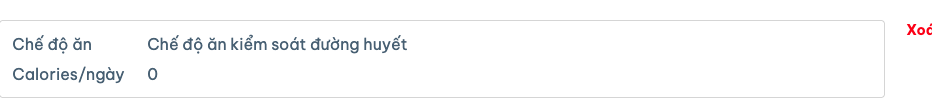 Chế độ ăn Chế độ ăn kiểm soát đường huyết Xoá
Calories/ngày 0